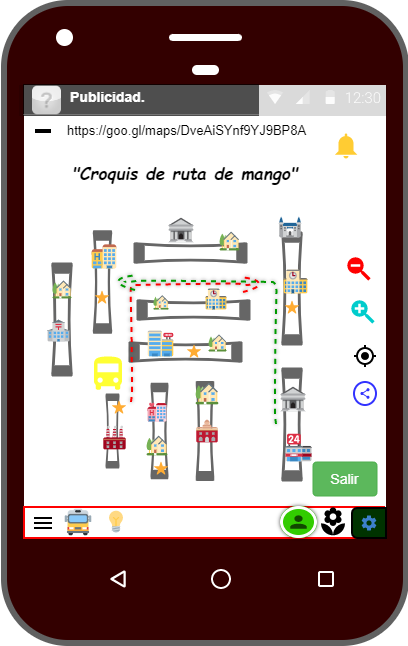 ?
Publicidad.
12:30
https://goo.gl/maps/DveAiSYnf9YJ9BP8A
"Croquis de ruta de mango"
H
24
Salir